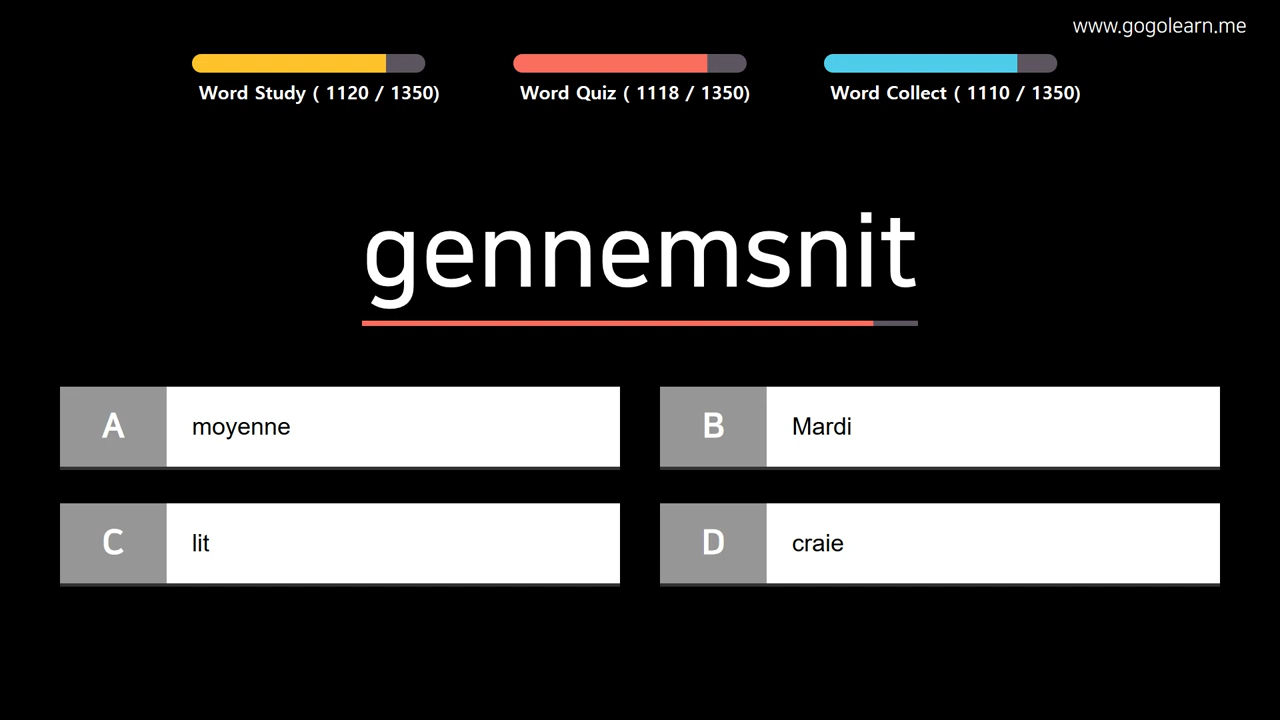 www.gogolearn.me
Word Study ( 1120 / 1350)
Word Quiz ( 1118 / 1350)
Word Collect ( 1110 / 1350)
gennemsnit
A moyenne
B Mardi
C lit
D craie